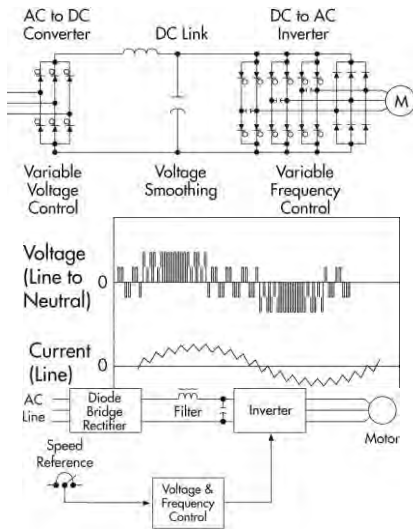 AC to DC
Converter
DC Link
DC to AC
Inverter
M
Variable
Voltage
Control
Voltage
Smoothing
Variable
Frequency
Control
Voltage
(Line to
Neutral)
0
Current
(Line)
0
AC
Line
Diode
Bridge
Rectifier
Filter
Inverter
Motor
Speed
Reference
Voltage &
Frequency
Control